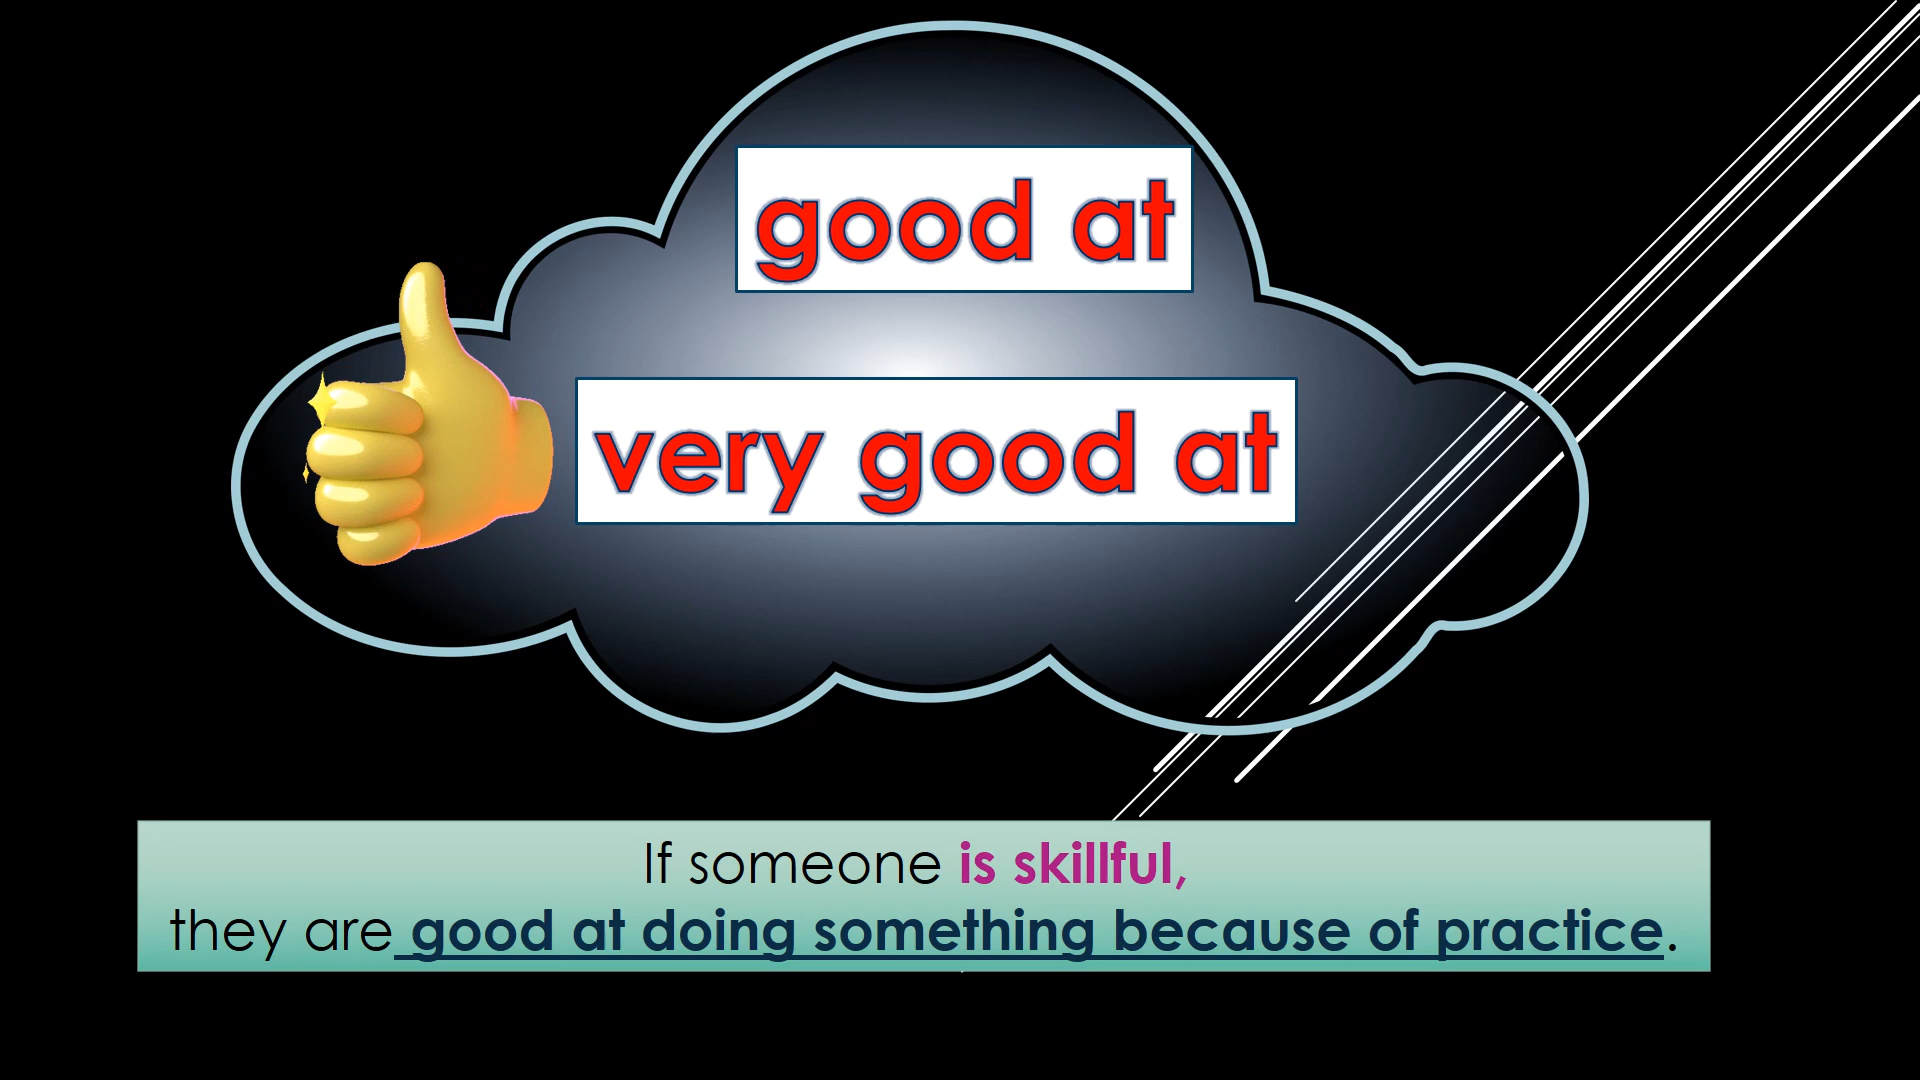 good at
very good at
If someone is skillful,
they are good at doing something because of practice.